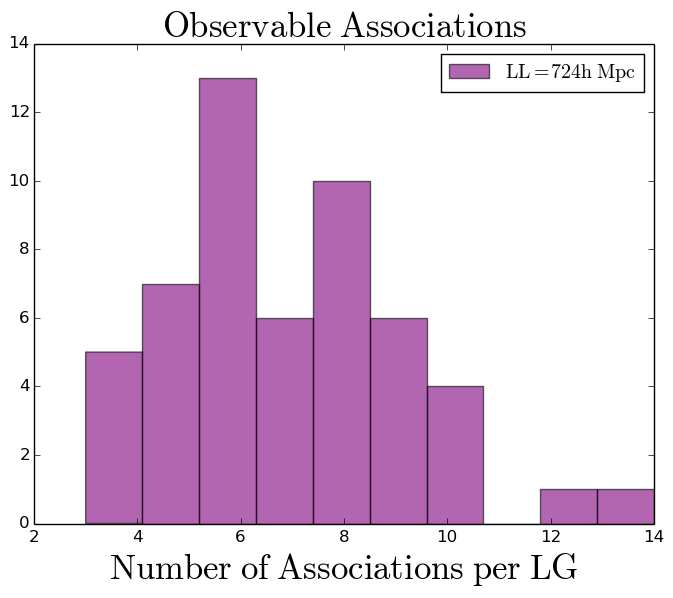 Observable Associations
14
12
10
8
6
4
2
0
LL = 724h Mpc
2 4 6 8 10 12 14
Number of Associations per LG